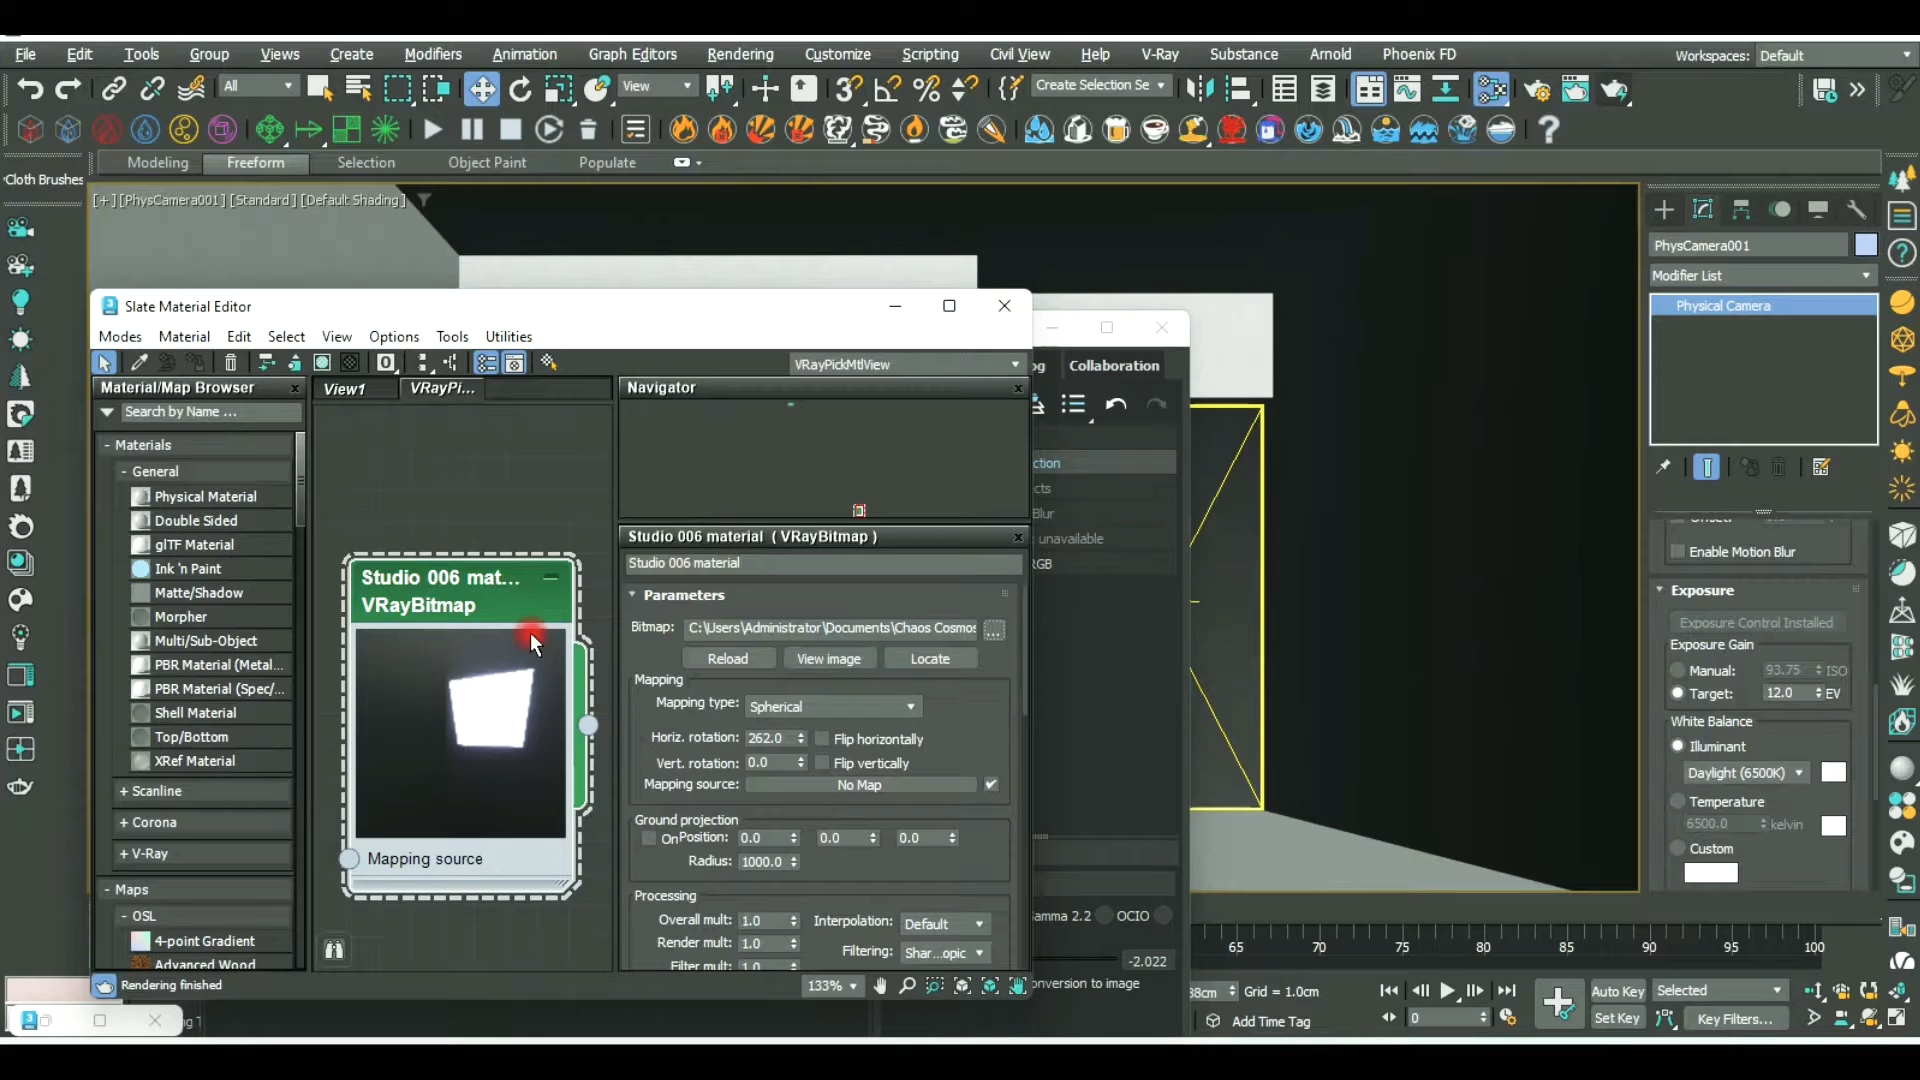 File Edit Tools Group Views Create Modifiers Animation Graph Editors Rendering Customize Scripting Civil View Help V-Ray Substance Arnold Phoenix FD Workspaces: Default
All View Create Selection Se
Modeling Freeform Selection Object Paint Populate
Cloth Brushes
[+] [PhysCamera001] [Standard] [Default Shading]
PhysCamera001
Modifier List
Physical Camera
Slate Material Editor
Modes Material Edit Select View Options Tools Utilities
VRayPickMtlView
og Collaboration
Material/Map Browser
View1 VRayPi...
Navigator
Search by Name ...
- Materials
- General
Physical Material
Double Sided
glTF Material
Ink 'n Paint
Matte/Shadow
Morpher
Multi/Sub-Object
PBR Material (Metal...
PBR Material (Spec/...
Shell Material
Top/Bottom
XRef Material
+ Scanline
+ Corona
+ V-Ray
- Maps
- OSL
4-point Gradient
Advanced Wood
Studio 006 mat...
VRayBitmap
Mapping source
Studio 006 material ( VRayBitmap )
Studio 006 material
Parameters
Bitmap: C:\Users\Administrator\Documents\Chaos Cosmos ...
Reload View image Locate
Mapping
Mapping type: Spherical
Horiz. rotation: 262.0 Flip horizontally
Vert. rotation: 0.0 Flip vertically
Mapping source: No Map
Ground projection
On Position: 0.0 0.0 0.0
Radius: 1000.0
Processing
Overall mult: 1.0 Interpolation: Default
Render mult: 1.0
Filtering: Shar...opic
Filter mult: 1.0
133%
Rendering finished
ction
cts
Blur
unavailable
GB
amma 2.2 OCIO
-2.022
onversion to image
Enable Motion Blur
Exposure
Exposure Control Installed
Exposure Gain
Manual: 93.75 ISO
Target: 12.0 EV
White Balance
Illuminant
Daylight (6500K)
Temperature
6500.0 kelvin
Custom
65 70 75 80 85 90 95 100
38cm Grid = 1.0cm
Add Time Tag
Auto Key Selected
0 Set Key Key Filters...